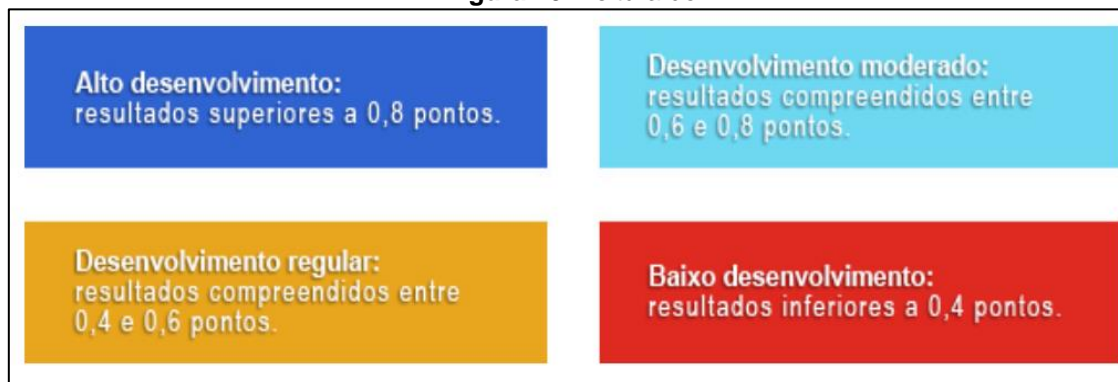 Alto desenvolvimento:
resultados superiores a 0,8 pontos.
Desenvolvimento moderado:
resultados compreendidos entre
0,6 e 0,8 pontos.
Desenvolvimento regular:
resultados compreendidos entre
0,4 e 0,6 pontos.
Baixo desenvolvimento:
resultados inferiores a 0,4 pontos.